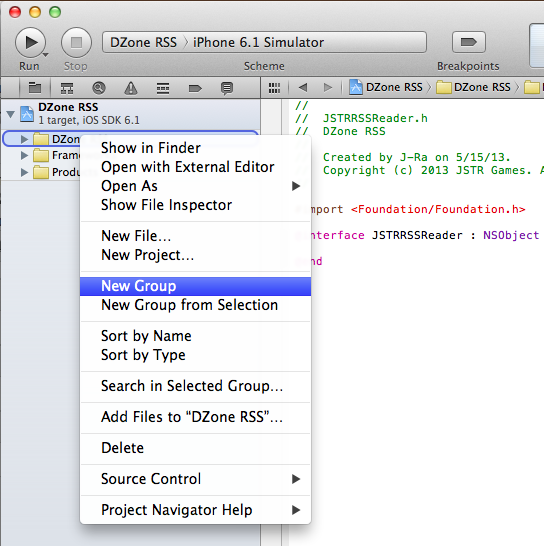 DZone RSS 〉 iPhone 6.1 Simulator
Run
Stop
Scheme
Breakpoints
DZone RSS
1 target, iOS SDK 6.1
DZone RSS
DZone RSS
//
//  JSTRRSSReader.h
//  DZone RSS
Created by J-Ra on 5/15/13.
Copyright (c) 2013 JSTR Games. A
import <Foundation/Foundation.h>
interface JSTRRSSReader : NSObject
nd
DZon
Fram
Produ
Show in Finder
Open with External Editor
Open As
Show File Inspector
New File...
New Project...
New Group
New Group from Selection
Sort by Name
Sort by Type
Search in Selected Group...
Add Files to “DZone RSS”...
Delete
Source Control
Project Navigator Help